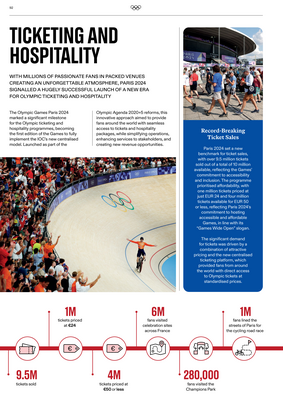 TICKETING AND
HOSPITALITY
WITH MILLIONS OF PASSIONATE FANS IN PACKED VENUES
CREATING AN UNFORGETTABLE ATMOSPHERE, PARIS 2024
SIGNALLED A HUGELY SUCCESSFUL LAUNCH OF A NEW ERA
FOR OLYMPIC TICKETING AND HOSPITALITY
The Olympic Games Paris 2024
marked a significant milestone
for the Olympic ticketing and
hospitality programmes, becoming
the first edition of the Games to fully
implement the IOC's new centralised
model. Launched as part of the
Olympic Agenda 2020+5 reforms, this
innovative approach aimed to provide
fans around the world with seamless
access to tickets and hospitality
packages, while simplifying operations,
enhancing services to stakeholders, and
creating new revenue opportunities.
Record-Breaking
Ticket Sales
Paris 2024 set a new
benchmark for ticket sales,
with over 9.5 million tickets
sold out of a total of 10 million
available, reflecting the Games'
commitment to accessibility
and inclusion. The programme
prioritised affordability, with
one million tickets priced at
just EUR 24 and four million
tickets available for EUR 50
or less, reflecting Paris 2024's
commitment to hosting
accessible and affordable
Games, in line with its
"Games Wide Open" slogan.
The significant demand
for tickets was driven by a
combination of attractive
pricing and the new centralised
ticketing platform, which
provided fans from around
the world with direct access
to Olympic tickets at
standardised prices.
1M
tickets priced
at €24
6M
fans visited
celebration sites
across France
1M
fans lined the
streets of Paris for
the cycling road race
9.5M
tickets sold
4M
tickets priced at
€50 or less
280,000
fans visited the
Champions Park